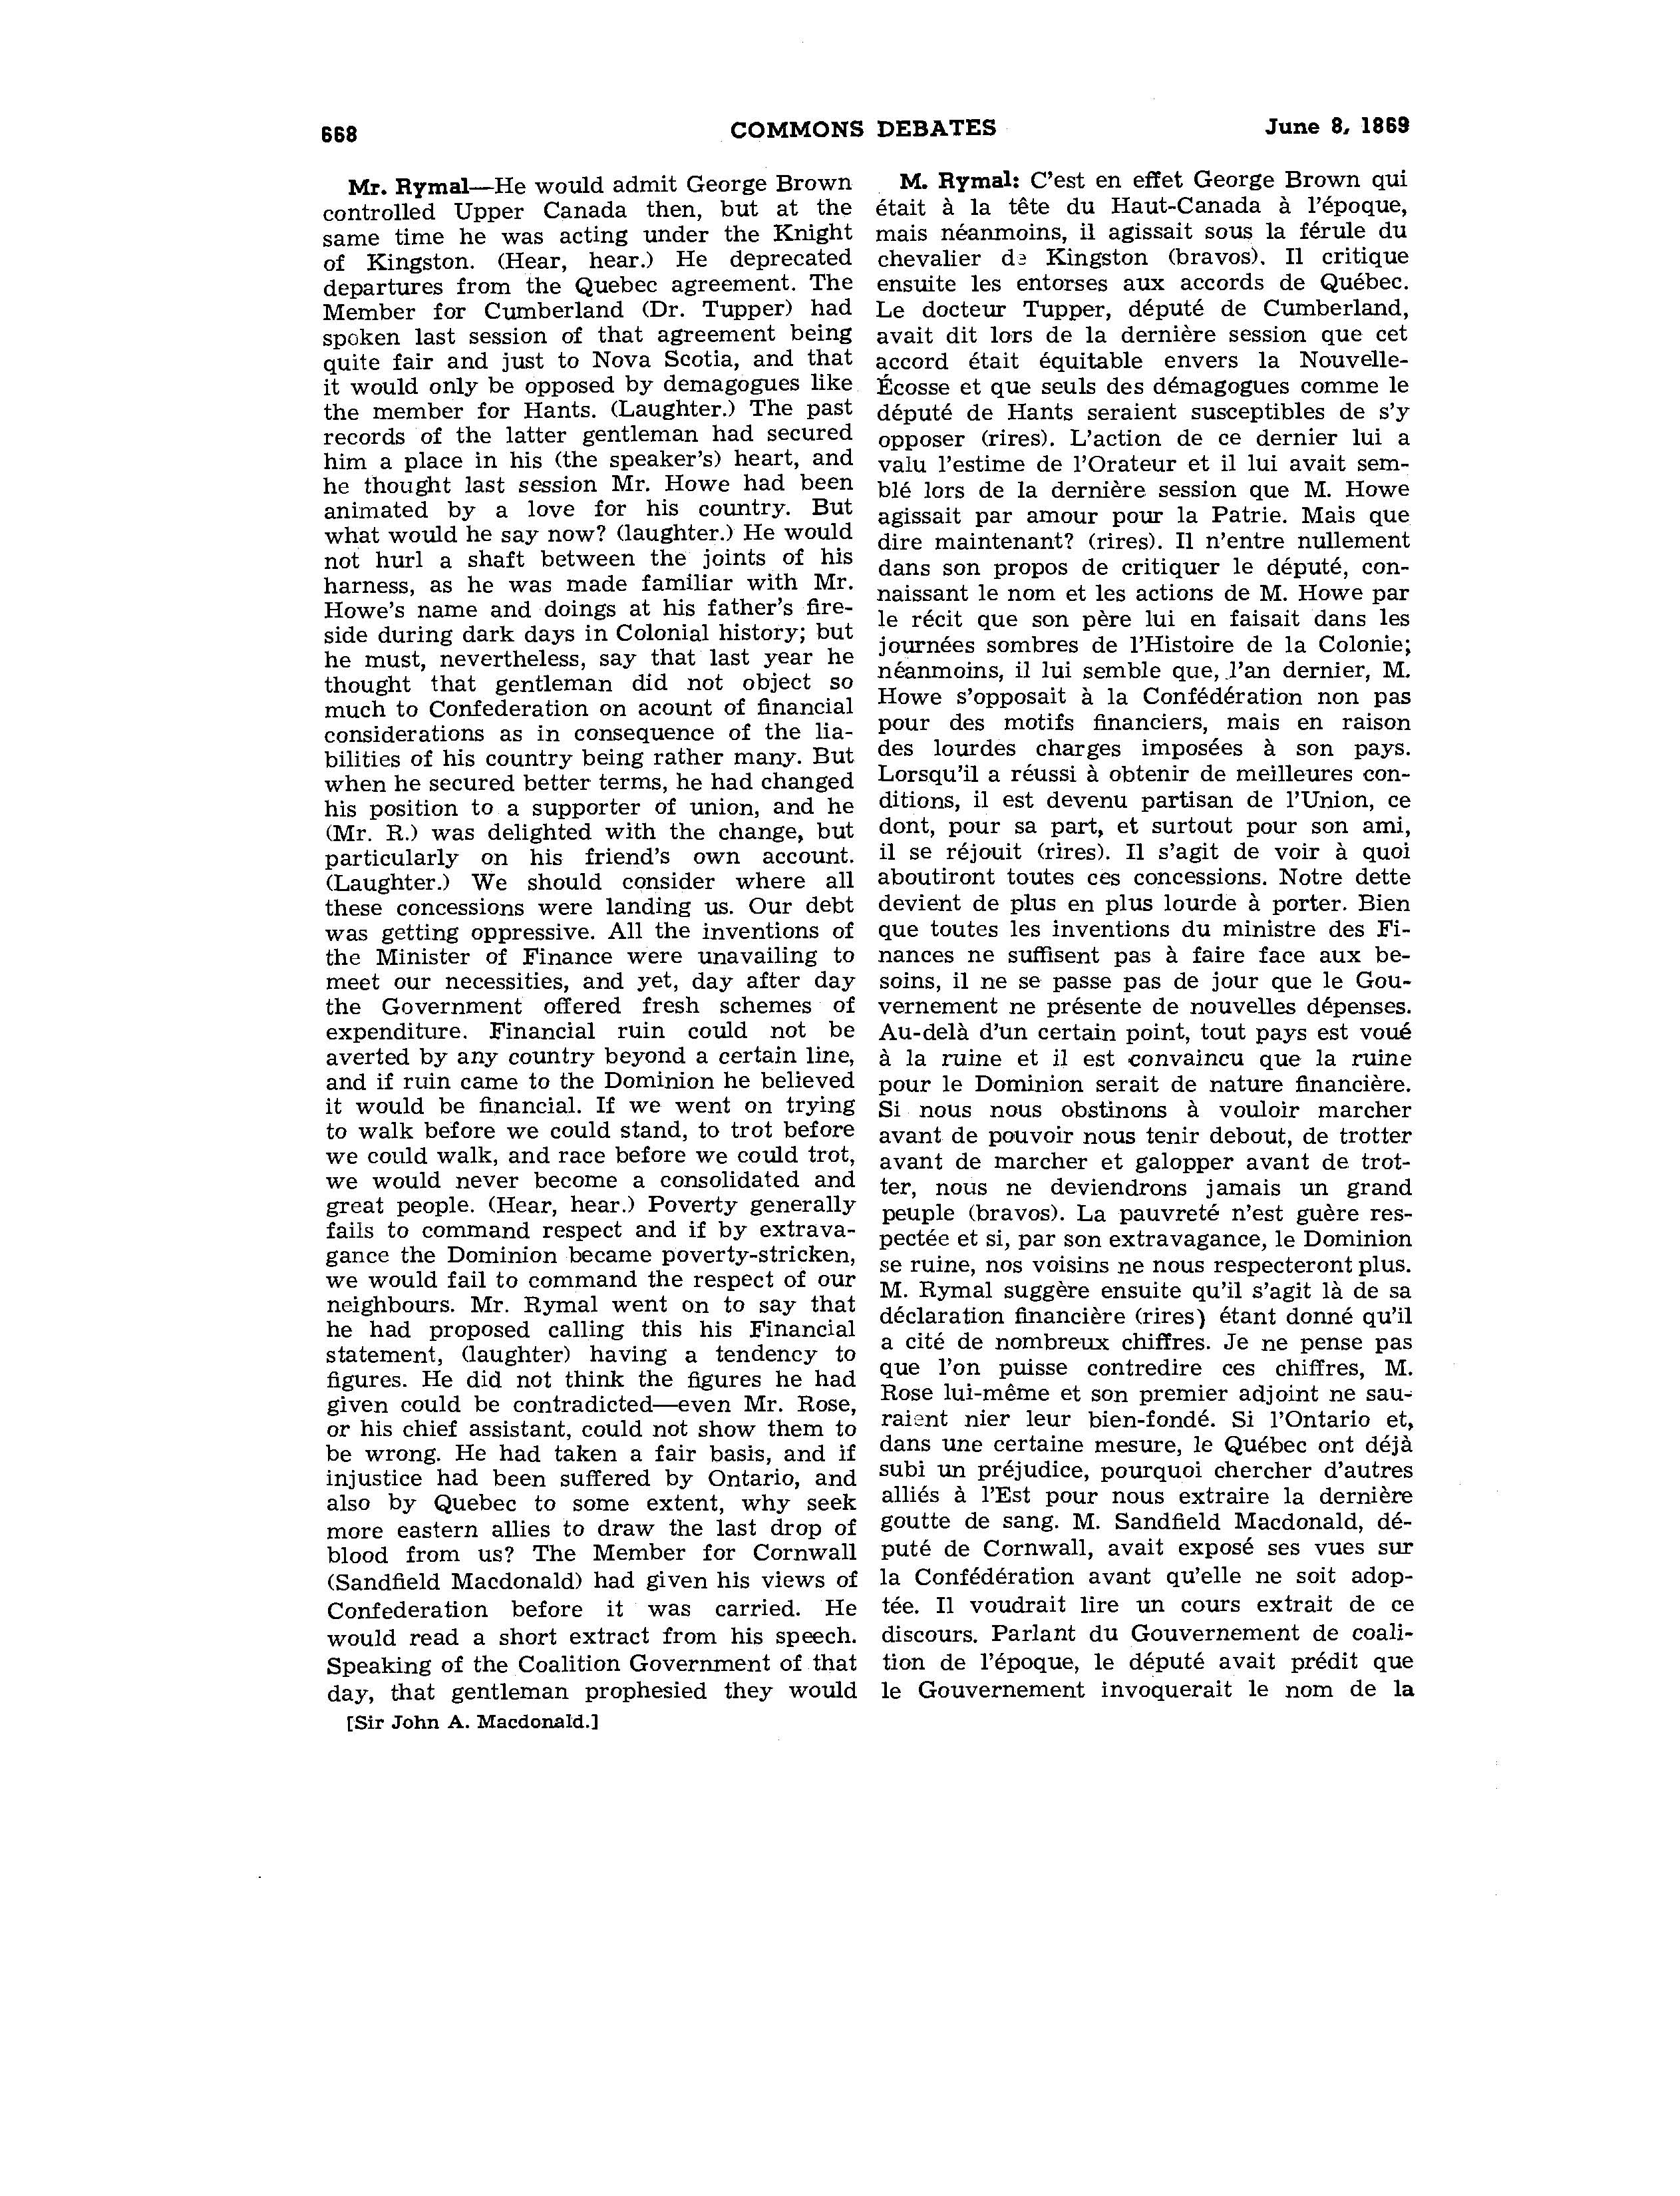 668
COMMONS DEBATES
June 8, 1869
Mr. Rymal—He would admit George Brown
controlled Upper Canada then, but at the
same time he was acting under the Knight
of Kingston. (Hear, hear.) He deprecated
departures from the Quebec agreement. The
Member for Cumberland (Dr. Tupper) had
spoken last session of that agreement being
quite fair and just to Nova Scotia, and that
it would only be opposed by demagogues like
the member for Hants. (Laughter.) The past
records of the latter gentleman had secured
him a place in his (the speaker's) heart, and
he thought last session Mr. Howe had been
animated by a love for his country. But
what would he say now? (laughter.) He would
not hurl a shaft between the joints of his
harness, as he was made familiar with Mr.
Howe's name and doings at his father's fire-
side during dark days in Colonial history; but
he must, nevertheless, say that last year he
thought that gentleman did not object so
much to Confederation on acount of financial
considerations as in consequence of the lia-
bilities of his country being rather many. But
when he secured better terms, he had changed
his position to a supporter of union, and he
(Mr. R.) was delighted with the change, but
particularly on his friend's own account.
(Laughter.) We should consider where all
these concessions were landing us. Our debt
was getting oppressive. All the inventions of
the Minister of Finance were unavailing to
meet our necessities, and yet, day after day
the Government offered fresh schemes of
expenditure. Financial ruin could not be
averted by any country beyond a certain line,
and if ruin came to the Dominion he believed
it would be financial. If we went on trying
to walk before we could stand, to trot before
we could walk, and race before we could trot,
we would never become a consolidated and
great people. (Hear, hear.) Poverty generally
fails to command respect and if by extrava-
gance the Dominion became poverty-stricken,
we would fail to command the respect of our
neighbours. Mr. Rymal went on to say that
he had proposed calling this his Financial
statement, (laughter) having a tendency to
figures. He did not think the figures he had
given could be contradicted—even Mr. Rose,
or his chief assistant, could not show them to
be wrong. He had taken a fair basis, and if
injustice had been suffered by Ontario, and
also by Quebec to some extent, why seek
more eastern allies to draw the last drop of
blood from us? The Member for Cornwall
(Sandfield Macdonald) had given his views of
Confederation before it was carried. He
would read a short extract from his speech.
Speaking of the Coalition Government of that
day, that gentleman prophesied they would
[Sir John A. Macdonald.]
M. Rymal: C'est en effet George Brown qui
était à la tête du Haut-Canada à l'époque,
mais néanmoins, il agissait sous la férule du
chevalier de Kingston (bravos). Il critique
ensuite les entorses aux accords de Québec.
Le docteur Tupper, député de Cumberland,
avait dit lors de la dernière session que cet
accord était équitable envers la Nouvelle-
Écosse et que seuls des démagogues comme le
député de Hants seraient susceptibles de s'y
opposer (rires). L'action de ce dernier lui a
valu l'estime de l'Orateur et il lui avait sem-
blé lors de la dernière session que M. Howe
agissait par amour pour la Patrie. Mais que
dire maintenant? (rires). Il n'entre nullement
dans son propos de critiquer le député, con-
naissant le nom et les actions de M. Howe par
le récit que son père lui en faisait dans les
journées sombres de l'Histoire de la Colonie;
néanmoins, il lui semble que, l'an dernier, M.
Howe s'opposait à la Confédération non pas
pour des motifs financiers, mais en raison
des lourdes charges imposées à son pays.
Lorsqu'il a réussi à obtenir de meilleures con-
ditions, il est devenu partisan de l'Union, ce
dont, pour sa part, et surtout pour son ami,
il se réjouit (rires). Il s'agit de voir à quoi
aboutiront toutes ces concessions. Notre dette
devient de plus en plus lourde à porter. Bien
que toutes les inventions du ministre des Fi-
nances ne suffisent pas à faire face aux be-
soins, il ne se passe pas de jour que le Gou-
vernement ne présente de nouvelles dépenses.
Au-delà d'un certain point, tout pays est voué
à la ruine et il est convaincu que la ruine
pour le Dominion serait de nature financière.
Si nous nous obstinons à vouloir marcher
avant de pouvoir nous tenir debout, de trotter
avant de marcher et galopper avant de trot-
ter, nous ne deviendrons jamais un grand
peuple (bravos). La pauvreté n'est guère res-
pectée et si, par son extravagance, le Dominion
se ruine, nos voisins ne nous respecteront plus.
M. Rymal suggère ensuite qu'il s'agit là de sa
déclaration financière (rires) étant donné qu'il
a cité de nombreux chiffres. Je ne pense pas
que l'on puisse contredire ces chiffres, M.
Rose lui-même et son premier adjoint ne sau-
raient nier leur bien-fondé. Si l'Ontario et,
dans une certaine mesure, le Québec ont déjà
subi un préjudice, pourquoi chercher d'autres
alliés à l'Est pour nous extraire la dernière
goutte de sang. M. Sandfield Macdonald, dé-
puté de Cornwall, avait exposé ses vues sur
la Confédération avant qu'elle ne soit adop-
tée. Il voudrait lire un cours extrait de ce
discours. Parlant du Gouvernement de coali-
tion de l'époque, le député avait prédit que
le Gouvernement invoquerait le nom de la